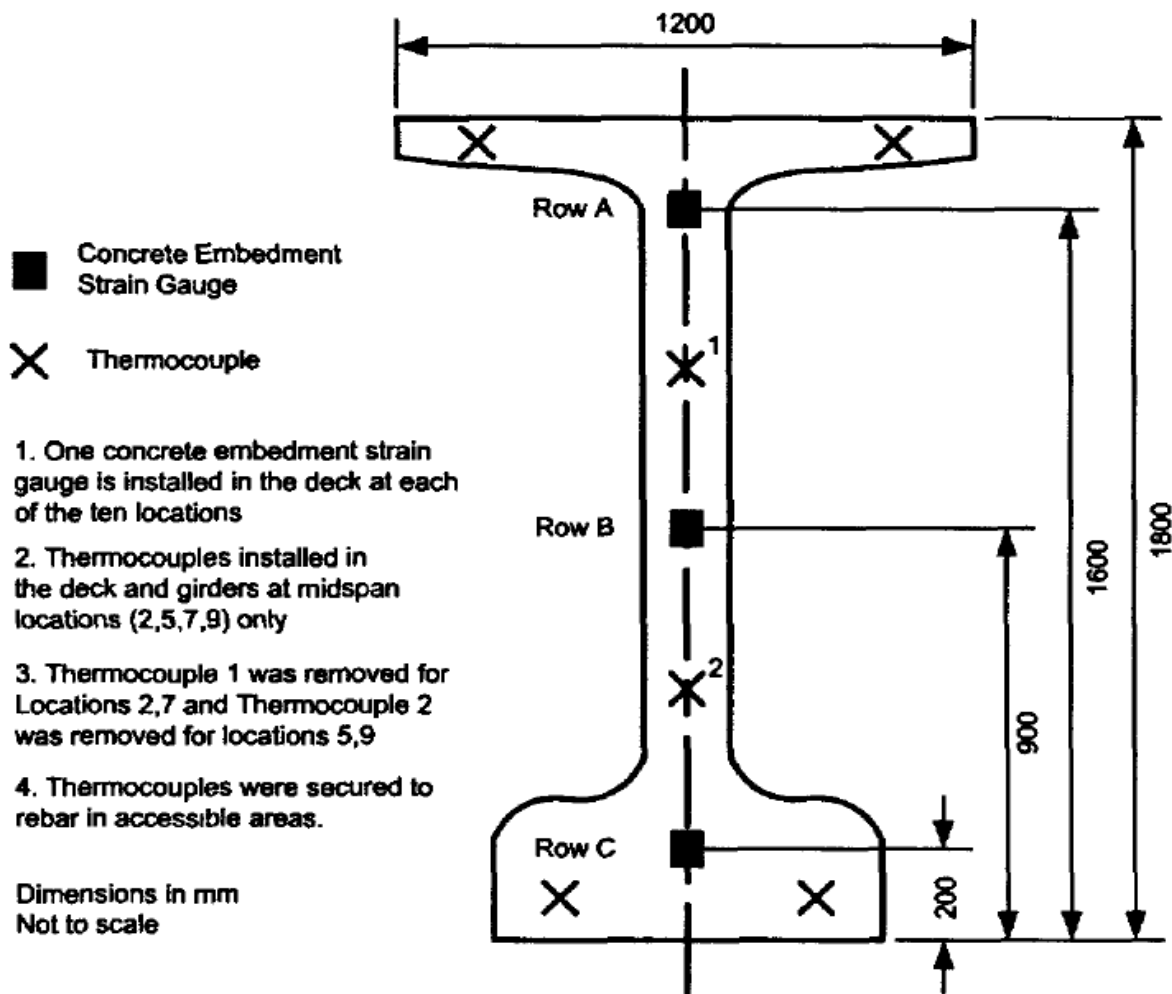 1200
Row A
Concrete Embedment
Strain Gauge
1
Thermocouple
1. One concrete embedment strain
gauge is installed in the deck at each
of the ten locations
Row B
2. Thermocouples installed in
the deck and girders at midspan
locations (2,5,7,9) only
3. Thermocouple 1 was removed for
Locations 2,7 and Thermocouple 2
was removed for locations 5,9
2
4. Thermocouples were secured to
rebar in accessible areas.
Row C
Dimensions in mm
Not to scale
200
900
1600
1800